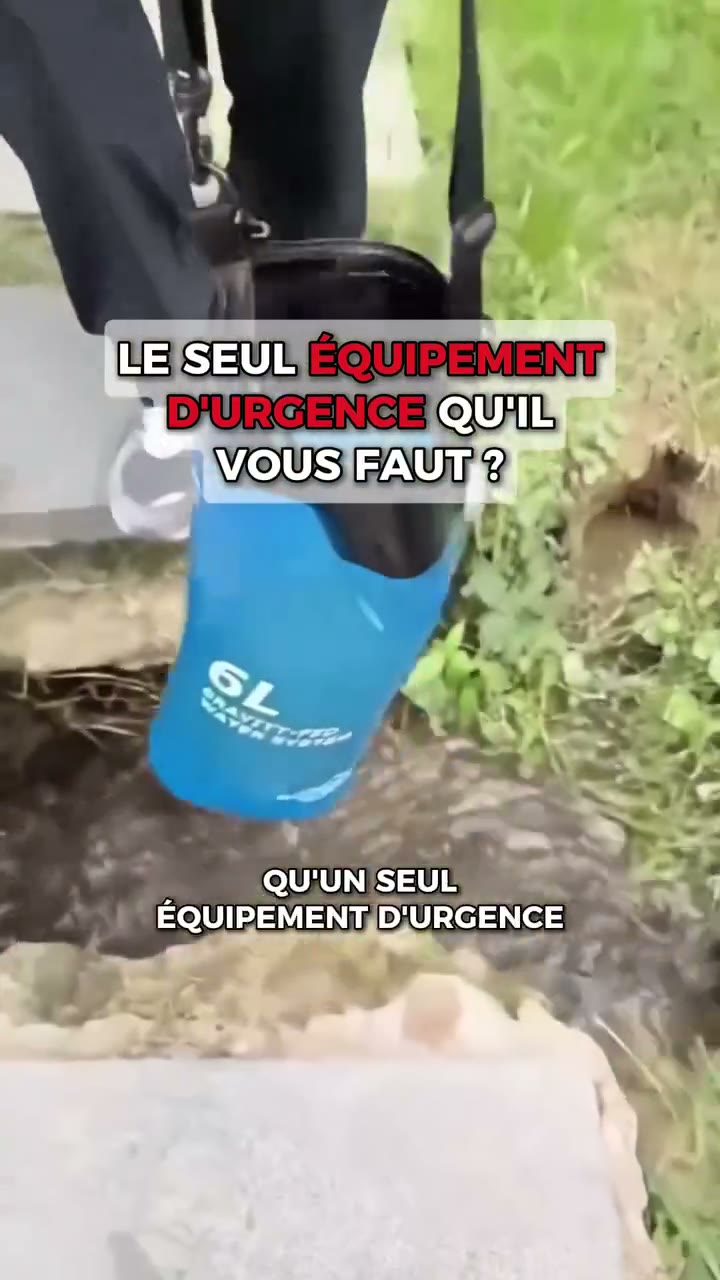 LE SEUL ÉQUIPEMENT
D'URGENCE QU'IL
VOUS FAUT ?
6L
GRAVITY-FED
WATER SYSTEM
QU'UN SEUL
ÉQUIPEMENT D'URGENCE